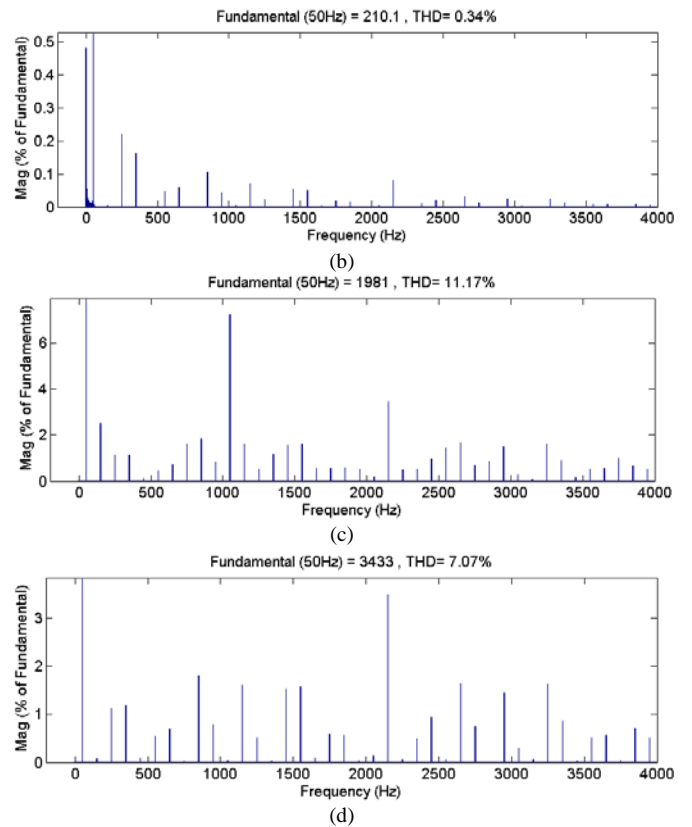 Fundamental (50Hz) = 210.1 , THD= 0.34%
Mag (% of Fundamental)
0.5
0.4
0.3
0.2
0.1
0
0 500 1000 1500 2000 2500 3000 3500 4000
Frequency (Hz)
(b)
Fundamental (50Hz) = 1981 , THD= 11.17%
Mag (% of Fundamental)
6
4
2
0
0 500 1000 1500 2000 2500 3000 3500 4000
Frequency (Hz)
(c)
Fundamental (50Hz) = 3433 , THD= 7.07%
Mag (% of Fundamental)
3
2
1
0
0 500 1000 1500 2000 2500 3000 3500 4000
Frequency (Hz)
(d)